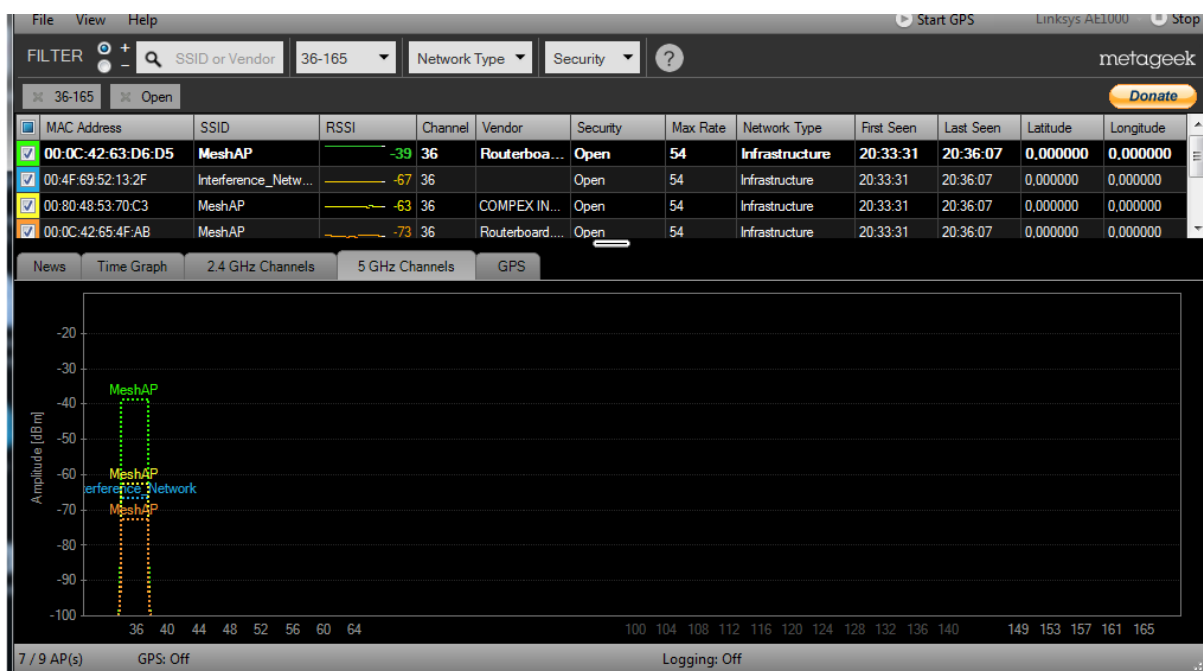 File View Help Start GPS Linksys AE1000 Stop
FILTER + - SSID or Vendor 36-165 Network Type Security ? metageek
36-165 Open Donate
MAC Address SSID RSSI Channel Vendor Security Max Rate Network Type First Seen Last Seen Latitude Longitude
00:0C:42:63:D6:D5 MeshAP -39 36 Routerboa... Open 54 Infrastructure 20:33:31 20:36:07 0,000000 0,000000
00:4F:69:52:13:2F Interference_Netw... -67 36 Open 54 Infrastructure 20:33:31 20:36:07 0,000000 0,000000
00:80:48:53:70:C3 MeshAP -63 36 COMPEX IN... Open 54 Infrastructure 20:33:31 20:36:07 0,000000 0,000000
00:0C:42:65:4F:AB MeshAP -73 36 Routerboard.... Open 54 Infrastructure 20:33:31 20:36:07 0,000000 0,000000
News Time Graph 2.4 GHz Channels 5 GHz Channels GPS
Amplitude [dBm]
-20
-30
MeshAP
-40
-50
-60 MeshAP
erference_Network
-70 MeshAP
-80
-90
-100
36 40 44 48 52 56 60 64 100 104 108 112 116 120 124 128 132 136 140 149 153 157 161 165
7 / 9 AP(s) GPS: Off Logging: Off